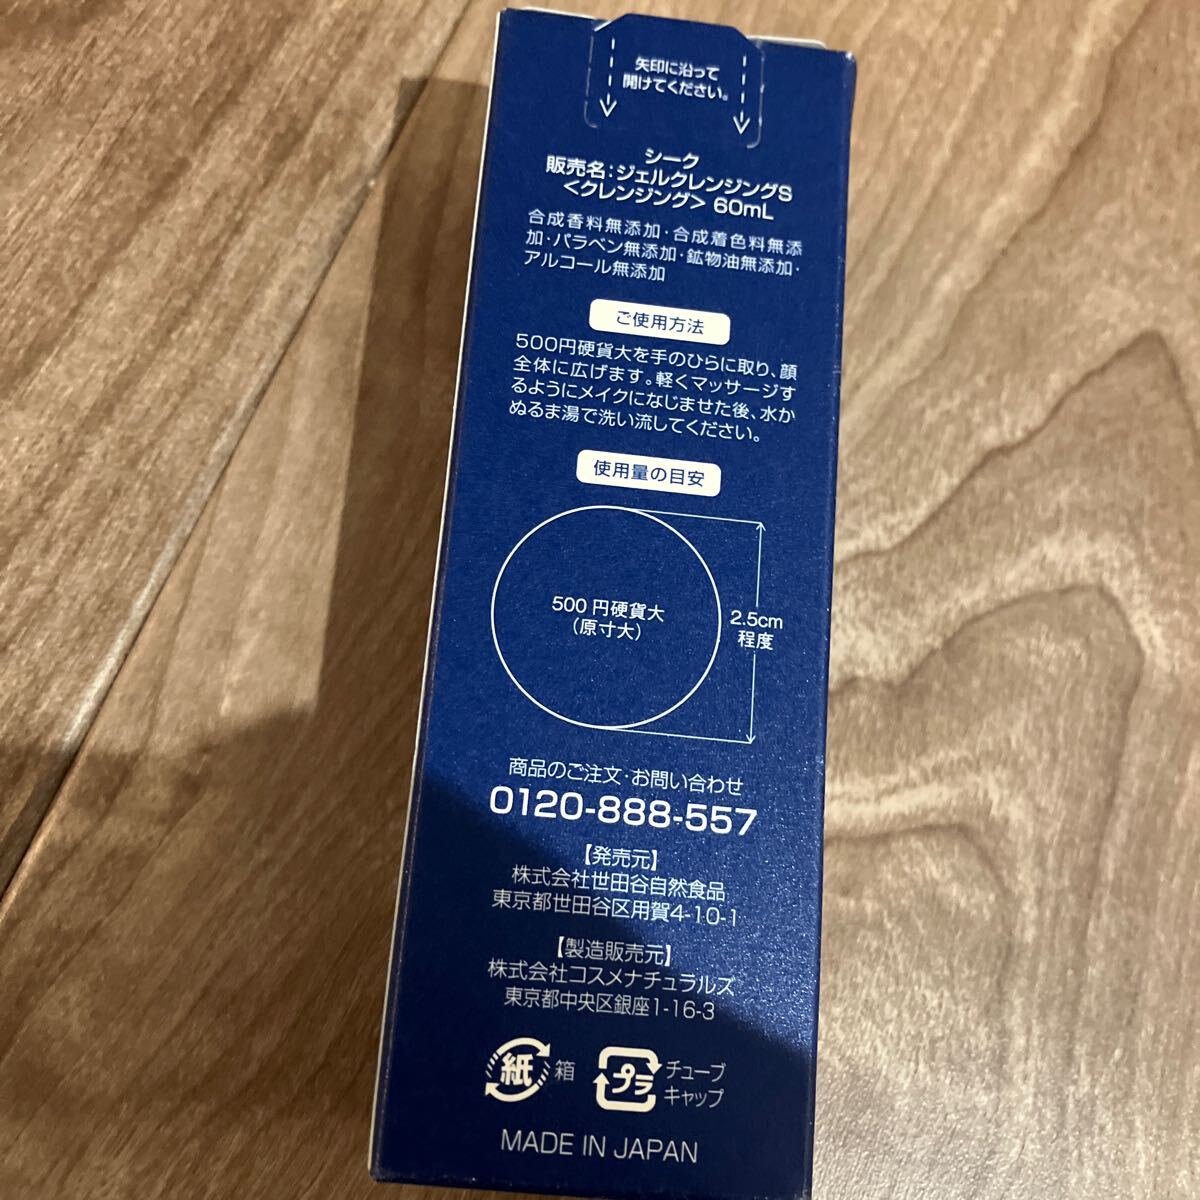 矢印に沿って
開けてください。
シーク
販売名:ジェルクレンジングS
<クレンジング> 60mL
合成香料無添加・合成着色料無添
加・パラベン無添加・鉱物油無添加・
アルコール無添加
ご使用方法
500円硬貨大を手のひらに取り、顔
全体に広げます。軽くマッサージす
るようにメイクになじませた後、水か
ぬるま湯で洗い流してください。
使用量の目安
500 円硬貨大
(原寸大)
2.5cm
程度
商品のご注文・お問い合わせ
0120-888-557
【発売元】
株式会社世田谷自然食品
東京都世田谷区用賀4-10-1
【製造販売元】
株式会社コスメナチュラルズ
東京都中央区銀座1-16-3
紙 箱
プラ チューブ
キャップ
MADE IN JAPAN